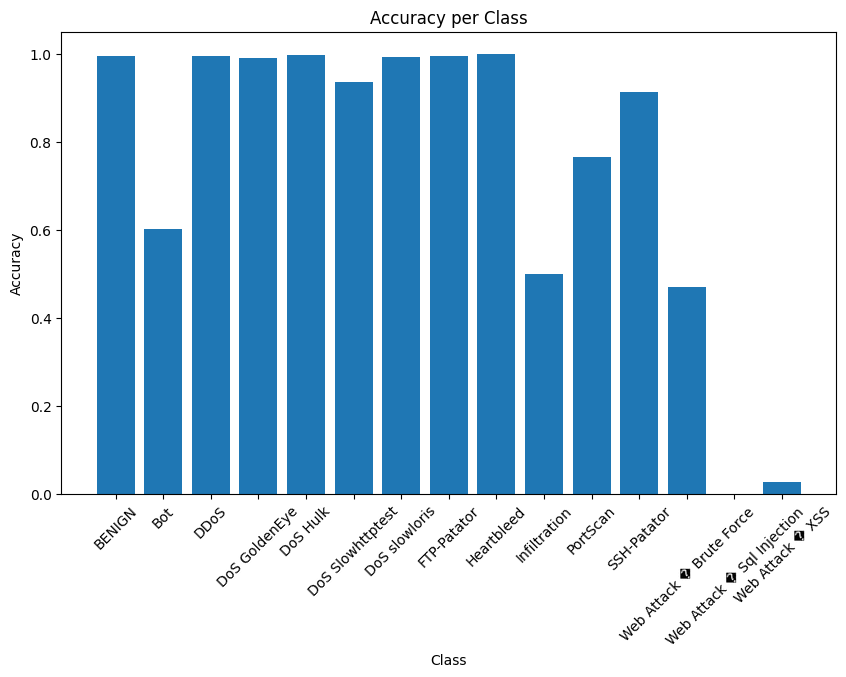 Accuracy per Class
1.0
0.8
0.6
0.4
0.2
0.0
Accuracy
BENIGN
Bot
DDoS
DoS GoldenEye
DoS Hulk
DoS Slowhttptest
DoS slowloris
FTP-Patator
Heartbleed
Infiltration
PortScan
SSH-Patator
Web Attack � Brute Force
Web Attack � Sql Injection
Web Attack � XSS
Class